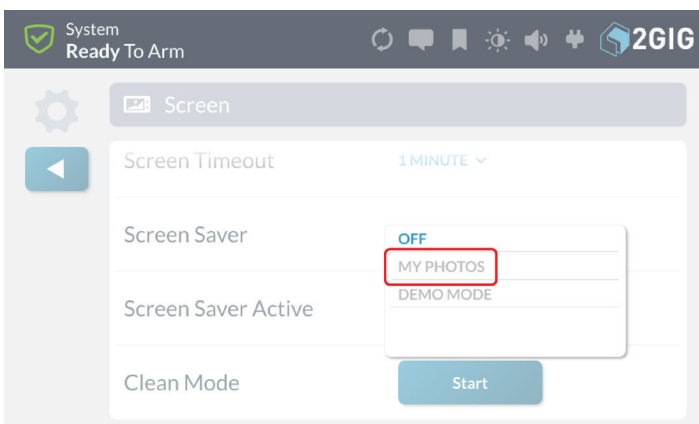 System
Ready To Arm
2GIG
Screen
Screen Timeout
1 MINUTE
Screen Saver
OFF
MY PHOTOS
DEMO MODE
Screen Saver Active
Clean Mode
Start